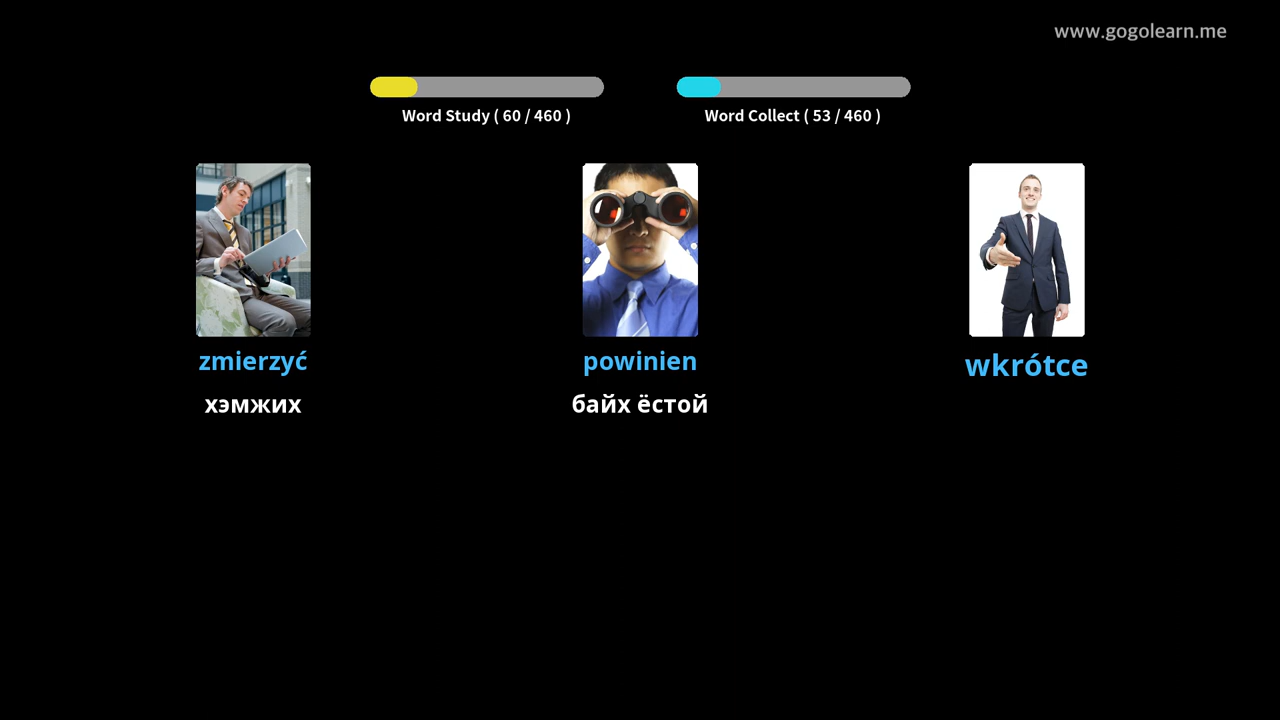 www.gogolearn.me
Word Study ( 60 / 460 )
Word Collect ( 53 / 460 )
zmierzyć
хэмжих
powinien
байх ёстой
wkrótce